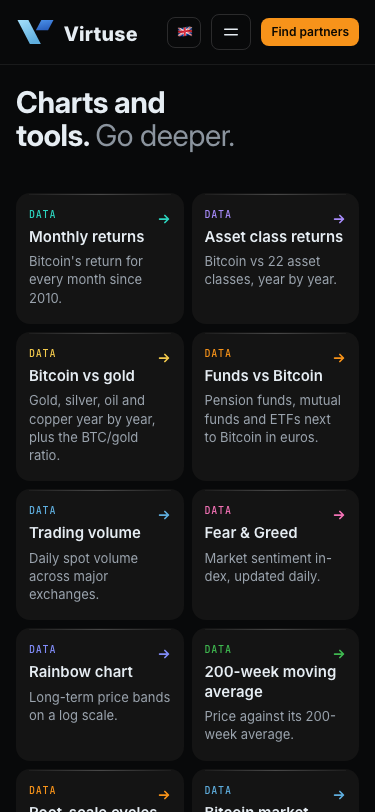 Virtuse
Find partners
Charts and
tools. Go deeper.
DATA
Monthly returns
Bitcoin's return for
every month since
2010.
DATA
Asset class returns
Bitcoin vs 22 asset
classes, year by year.
DATA
Bitcoin vs gold
Gold, silver, oil and
copper year by year,
plus the BTC/gold
ratio.
DATA
Funds vs Bitcoin
Pension funds, mutual
funds and ETFs next
to Bitcoin in euros.
DATA
Trading volume
Daily spot volume
across major
exchanges.
DATA
Fear & Greed
Market sentiment in-
dex, updated daily.
DATA
Rainbow chart
Long-term price bands
on a log scale.
DATA
200-week moving
average
Price against its 200-
week average.
DATA
Root-scale cycles
DATA
Bitcoin market